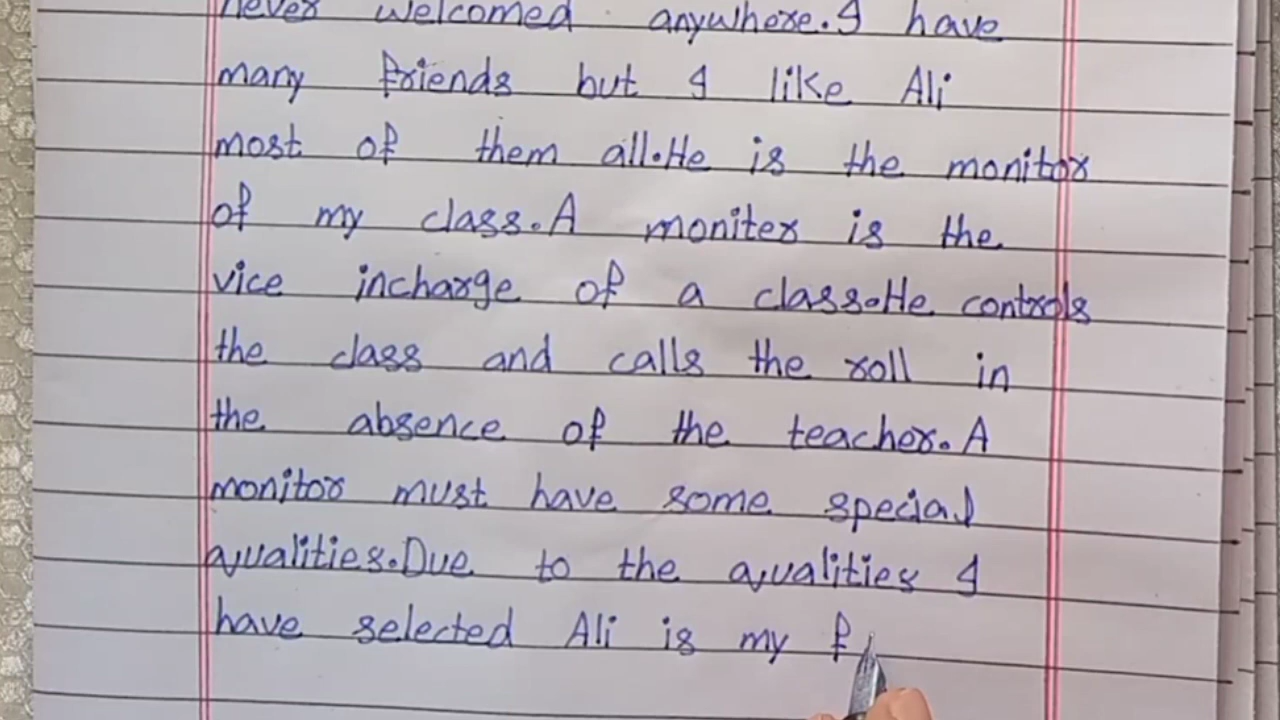 never welcomed anywhere.I have
many friends but I like Ali
most of them all.He is the monitor
of my class.A moniter is the
vice incharge of a class.He controls
the class and calls the roll in
the absence of the teacher.A
monitor must have some special
qualities.Due to the qualities I
have selected Ali is my f